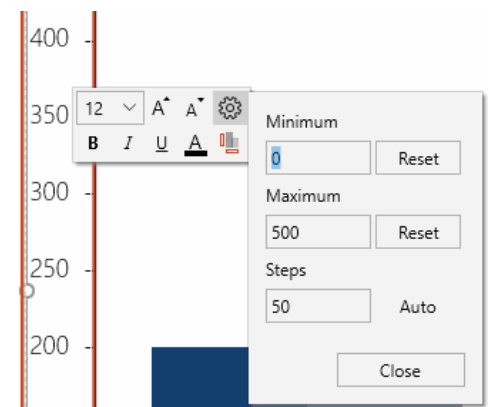 400
350
12 A A
B I U A
300
250
200
Minimum
0 Reset
Maximum
500 Reset
Steps
50 Auto
Close